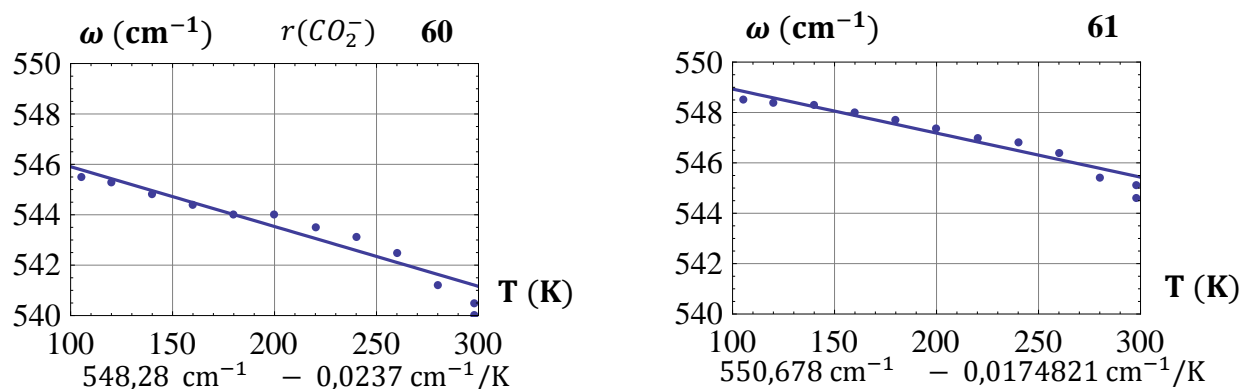 ω (cm⁻¹) r(CO₂⁻) 60
550
548
546
544
542
540
100 150 200 250 300
T (K)
548,28 cm⁻¹ − 0,0237 cm⁻¹/K
ω (cm⁻¹) 61
550
548
546
544
542
540
100 150 200 250 300
T (K)
550,678 cm⁻¹ − 0,0174821 cm⁻¹/K